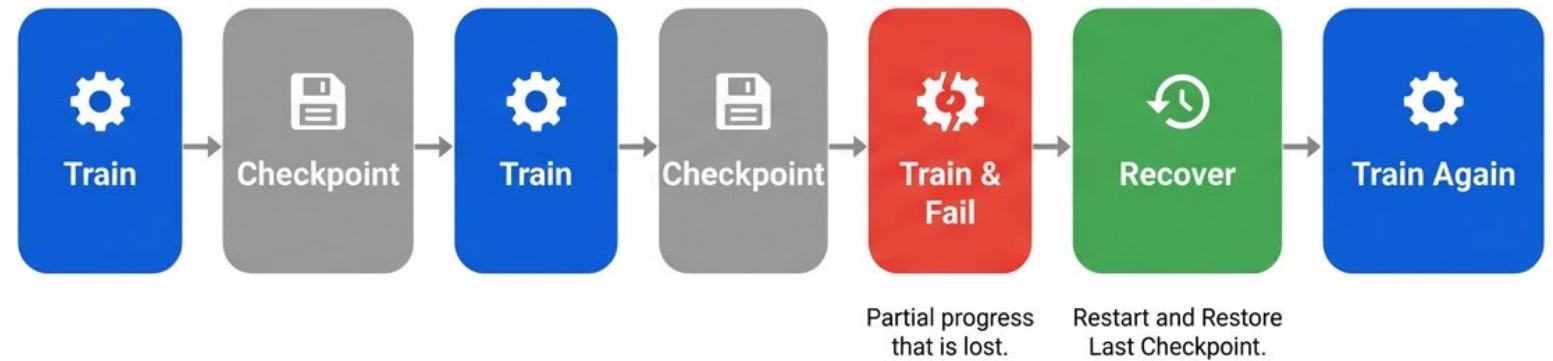 Train
Checkpoint
Train
Checkpoint
Train &
Fail
Recover
Train Again
Partial progress
that is lost.
Restart and Restore
Last Checkpoint.